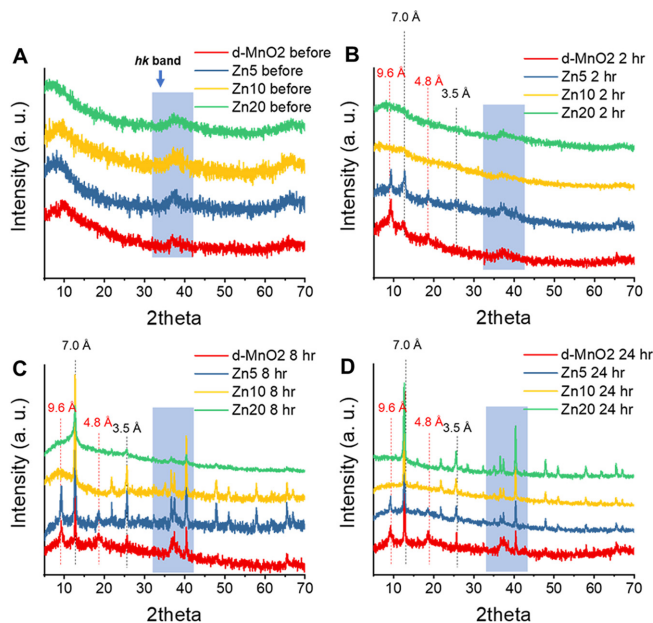 A
hk band
d-MnO2 before
Zn5 before
Zn10 before
Zn20 before
Intensity (a. u.)
10 20 30 40 50 60 70
2theta
B
7.0 Å
9.6 Å
4.8 Å
3.5 Å
d-MnO2 2 hr
Zn5 2 hr
Zn10 2 hr
Zn20 2 hr
Intensity (a. u.)
10 20 30 40 50 60 70
2theta
C
7.0 Å
9.6 Å
4.8 Å
3.5 Å
d-MnO2 8 hr
Zn5 8 hr
Zn10 8 hr
Zn20 8 hr
Intensity (a. u.)
10 20 30 40 50 60 70
2theta
D
7.0 Å
9.6 Å
4.8 Å
3.5 Å
d-MnO2 24 hr
Zn5 24 hr
Zn10 24 hr
Zn20 24 hr
Intensity (a. u.)
10 20 30 40 50 60 70
2theta